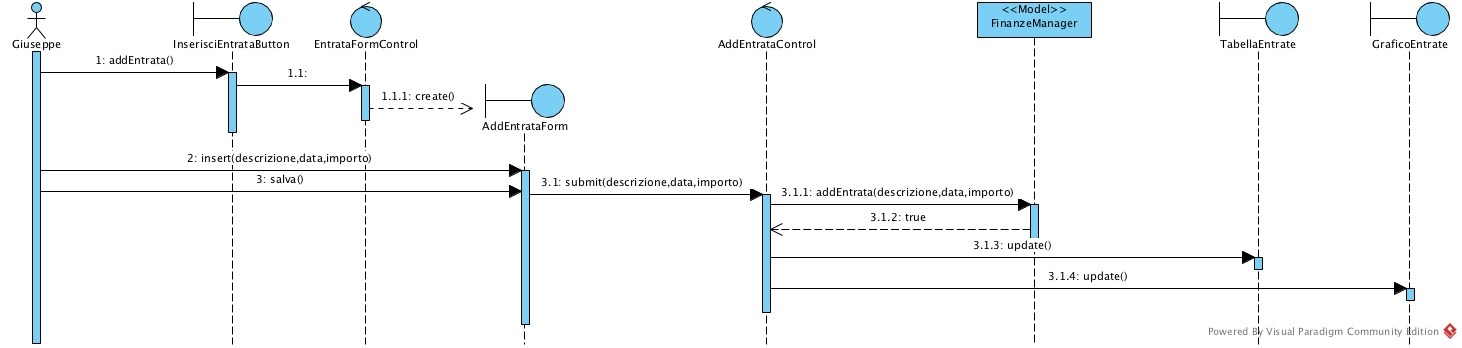 <<Model>>
FinanzeManager
Giuseppe
InserisciEntrataButton
EntrataFormControl
AddEntrataControl
TabellaEntrate
GraficoEntrate
1: addEntrata()
1.1:
1.1.1: create()
AddEntrataForm
2: insert(descrizione,data,importo)
3: salva()
3.1: submit(descrizione,data,importo)
3.1.1: addEntrata(descrizione,data,importo)
3.1.2: true
3.1.3: update()
3.1.4: update()
Powered By Visual Paradigm Community Edition